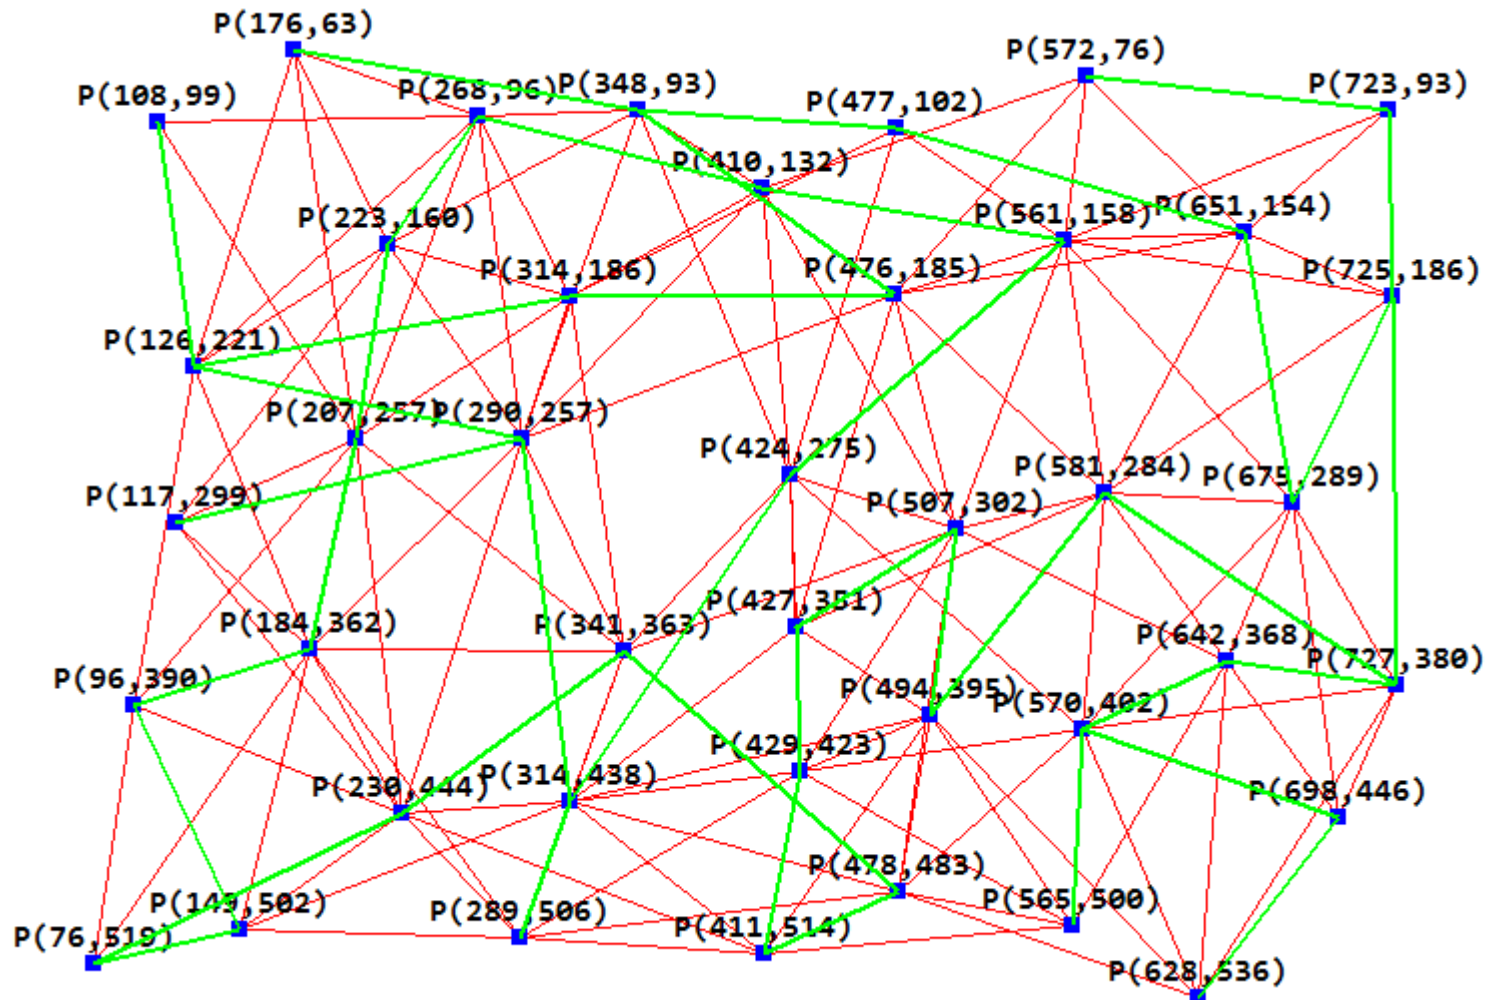 P(176,63)
P(572,76)
P(108,99)
P(268,96)
P(348,93)
P(477,102)
P(723,93)
P(410,132)
P(223,160)
P(561,158)
P(651,154)
P(314,186)
P(476,185)
P(725,186)
P(126,221)
P(207,257)
P(290,257)
P(424,275)
P(581,284)
P(675,289)
P(117,299)
P(507,302)
P(184,362)
P(341,363)
P(427,351)
P(642,368)
P(727,380)
P(96,390)
P(494,395)
P(570,402)
P(429,423)
P(230,444)
P(314,438)
P(698,446)
P(478,483)
P(149,502)
P(289,506)
P(565,500)
P(76,519)
P(411,514)
P(628,536)